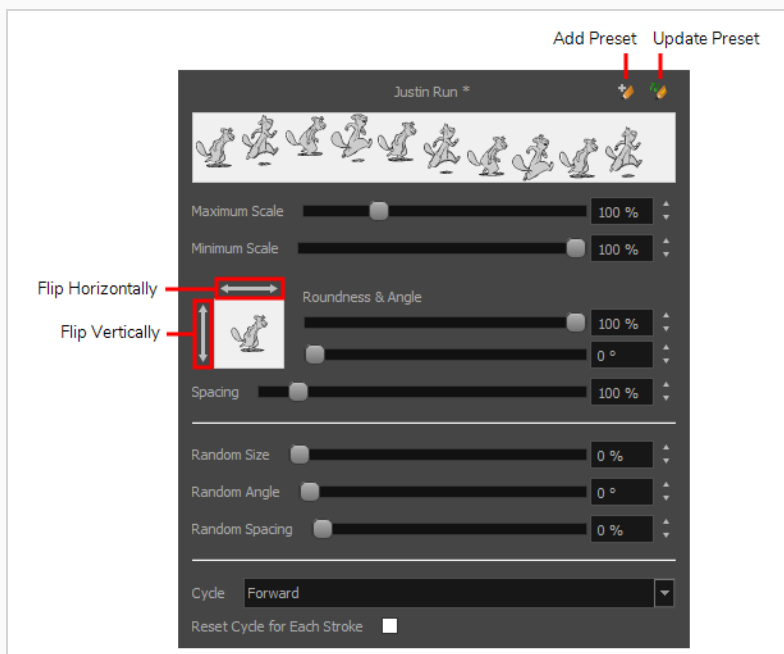 Add Preset Update Preset
Justin Run *
Maximum Scale 100 %
Minimum Scale 100 %
Flip Horizontally
Roundness & Angle
Flip Vertically
100 %
0 °
Spacing 100 %
Random Size 0 %
Random Angle 0 °
Random Spacing 0 %
Cycle Forward
Reset Cycle for Each Stroke